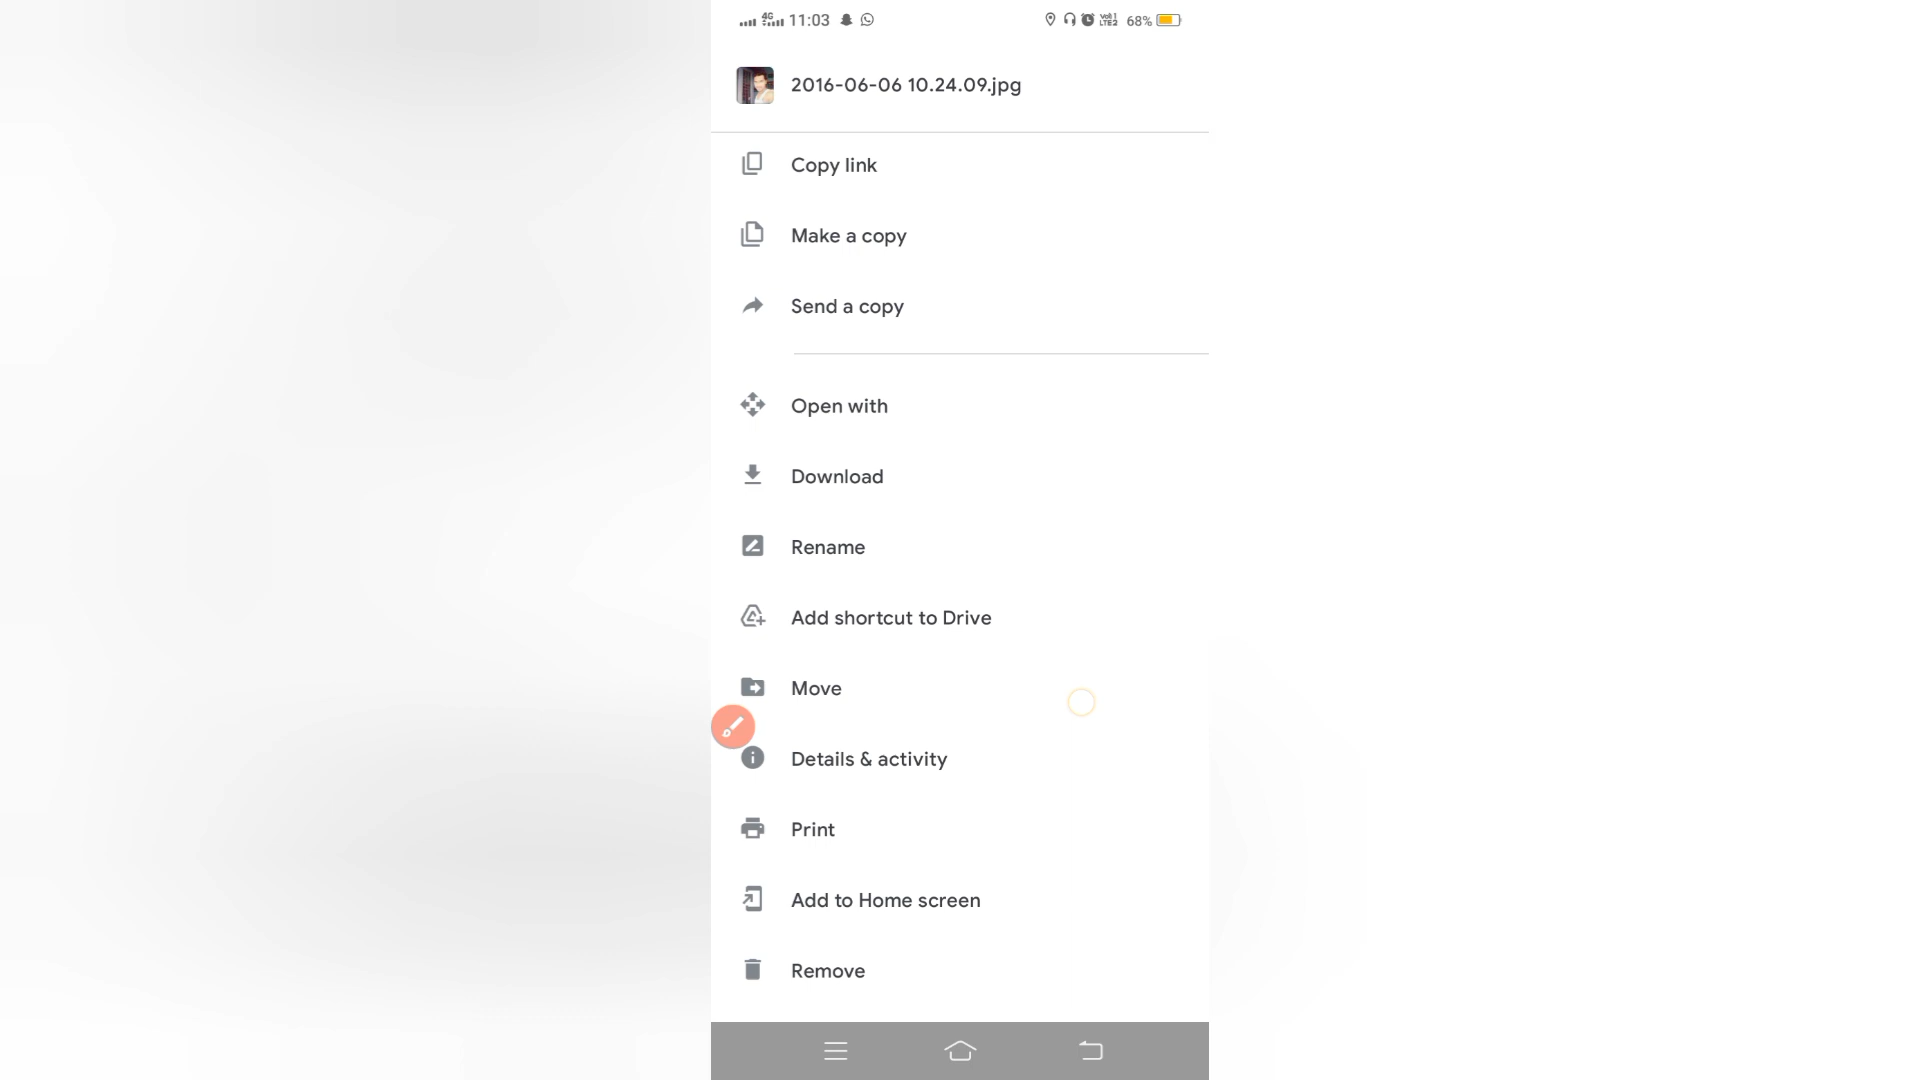 4G 11:03 68%
2016-06-06 10.24.09.jpg
Copy link
Make a copy
Send a copy
Open with
Download
Rename
Add shortcut to Drive
Move
Details & activity
Print
Add to Home screen
Remove